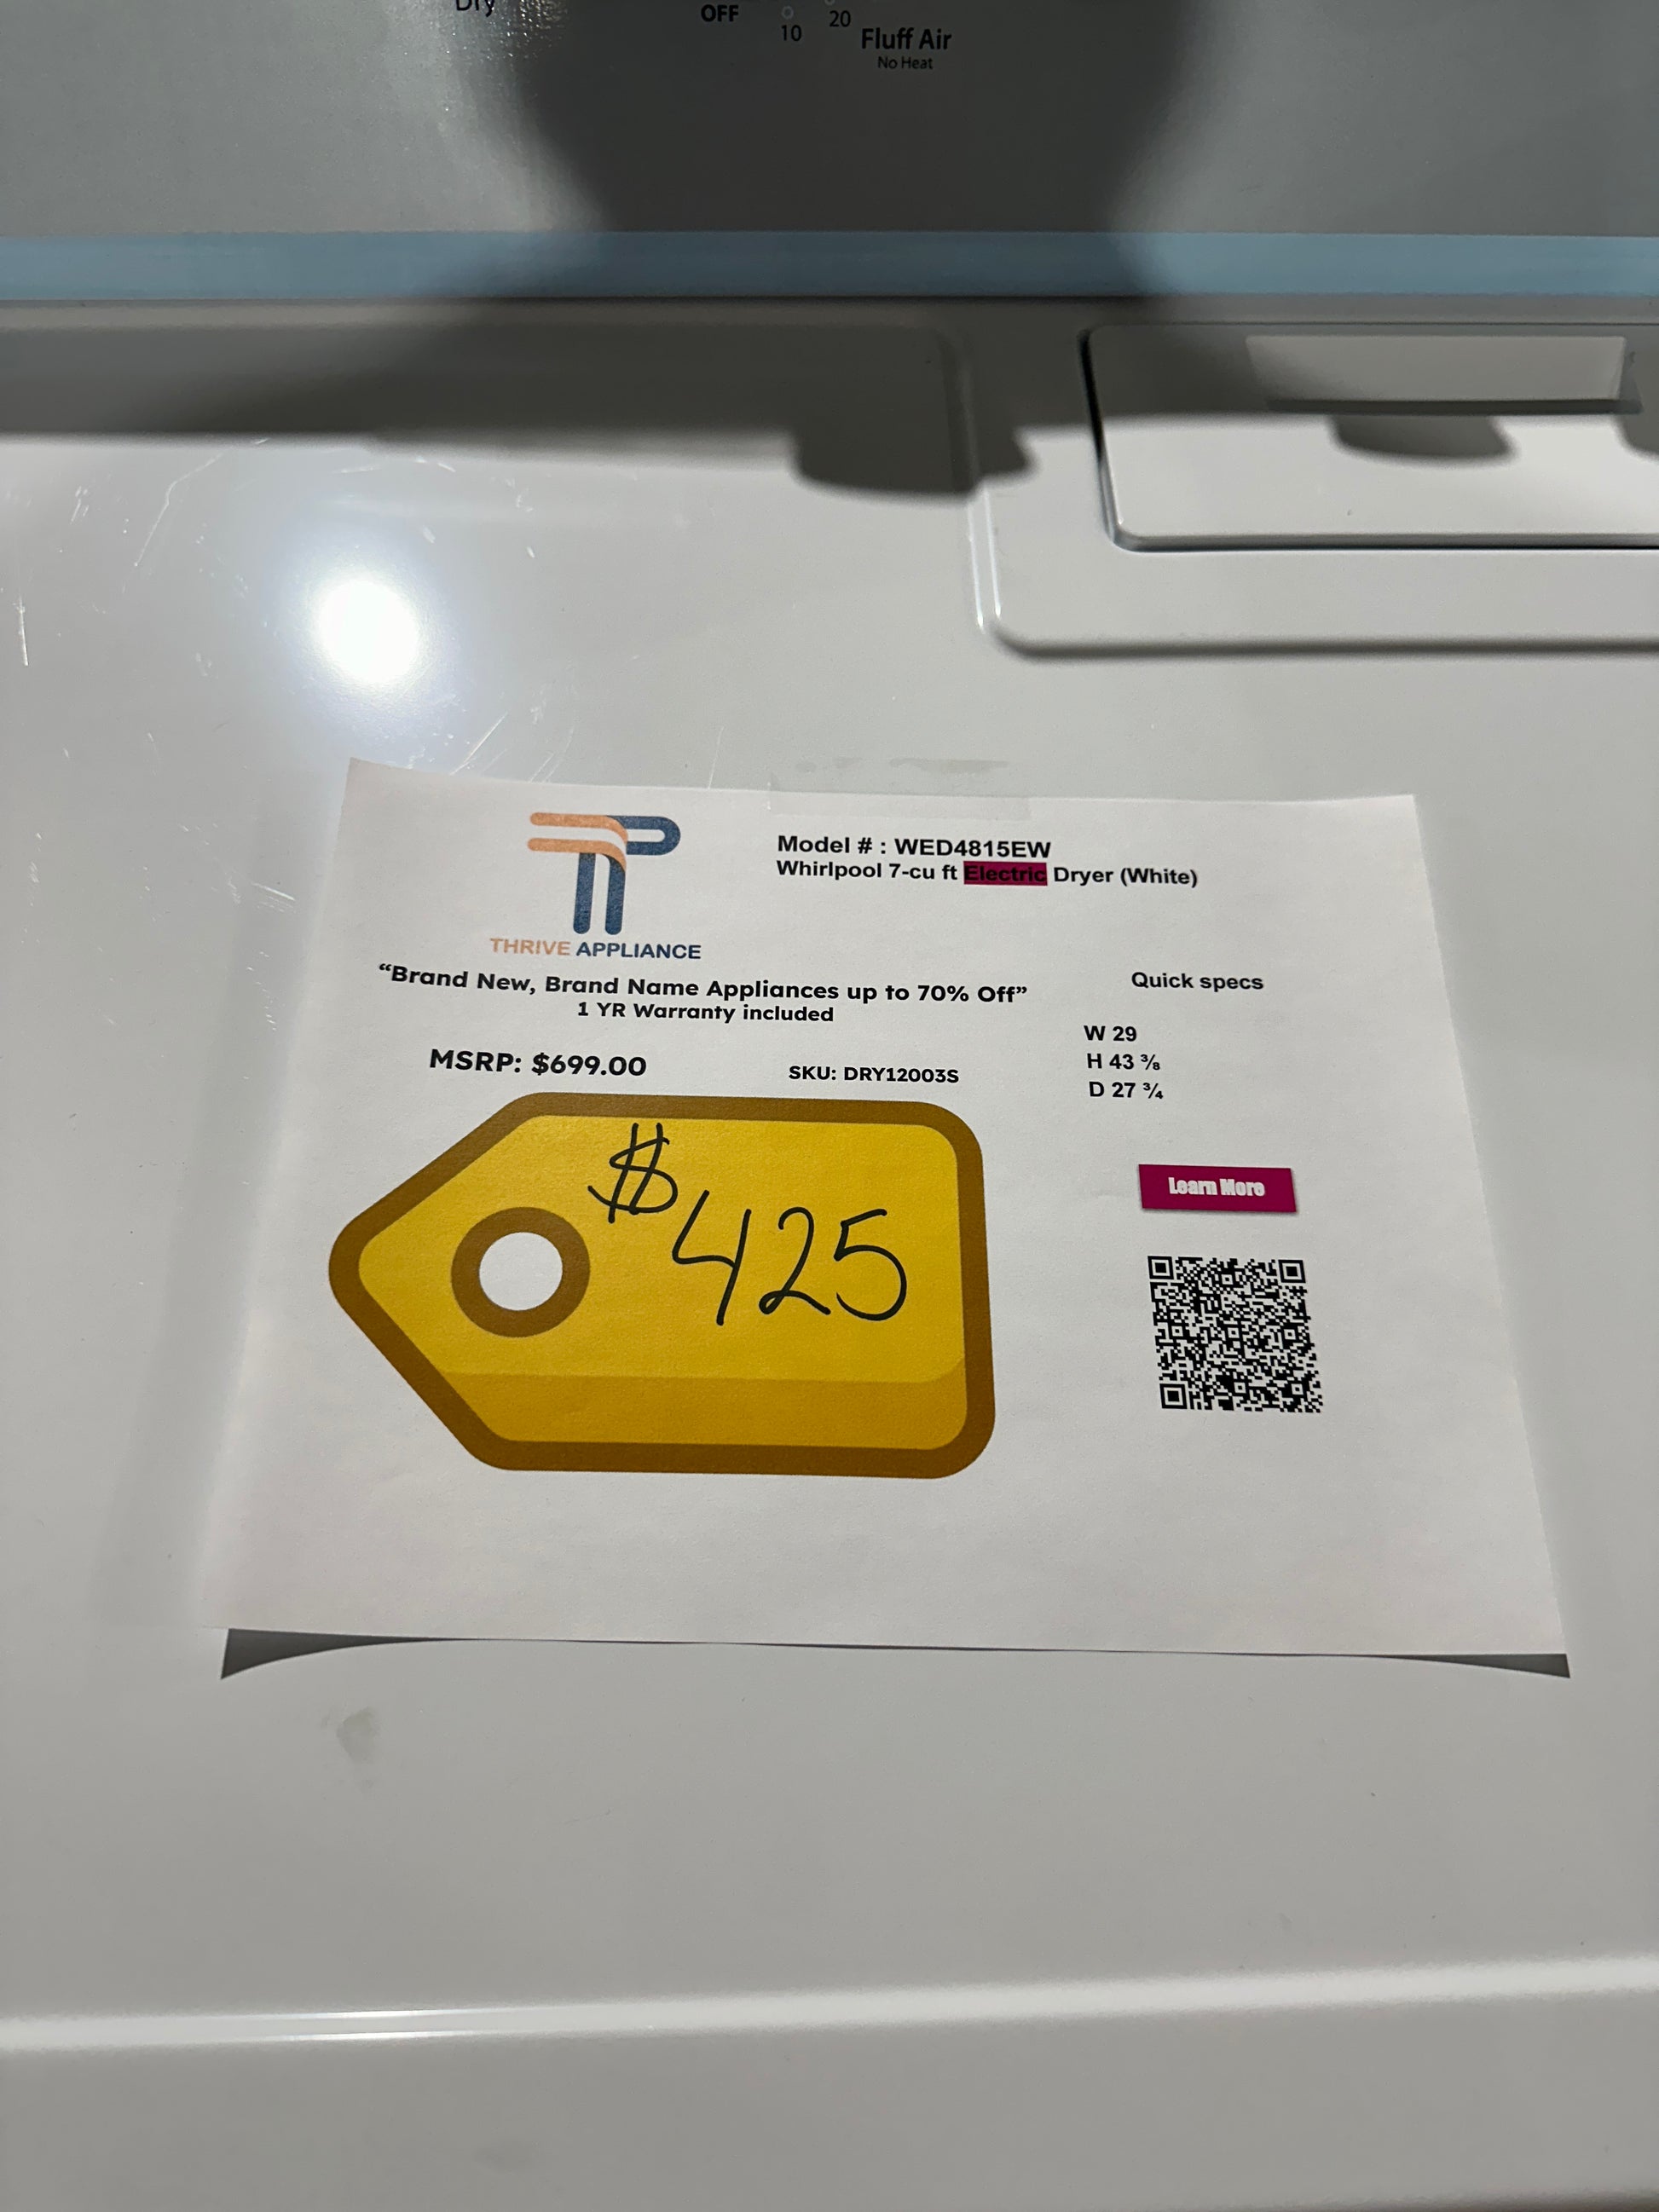 Dry
OFF
10
20
Fluff Air
No Heat
THRIVE APPLIANCE
Model # : WED4815EW
Whirlpool 7-cu ft Electric Dryer (White)
“Brand New, Brand Name Appliances up to 70% Off”
1 YR Warranty included
MSRP: $699.00
SKU: DRY12003S
$425
Quick specs
W 29
H 43 ⅜
D 27 ¾
Learn More